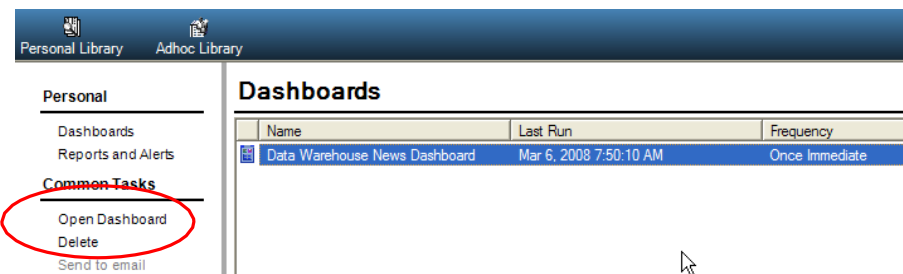 Personal Library Adhoc Library
Personal
Dashboards
Reports and Alerts
Common Tasks
Open Dashboard
Delete
Send to email
Dashboards
Name Last Run Frequency
Data Warehouse News Dashboard Mar 6, 2008 7:50:10 AM Once Immediate